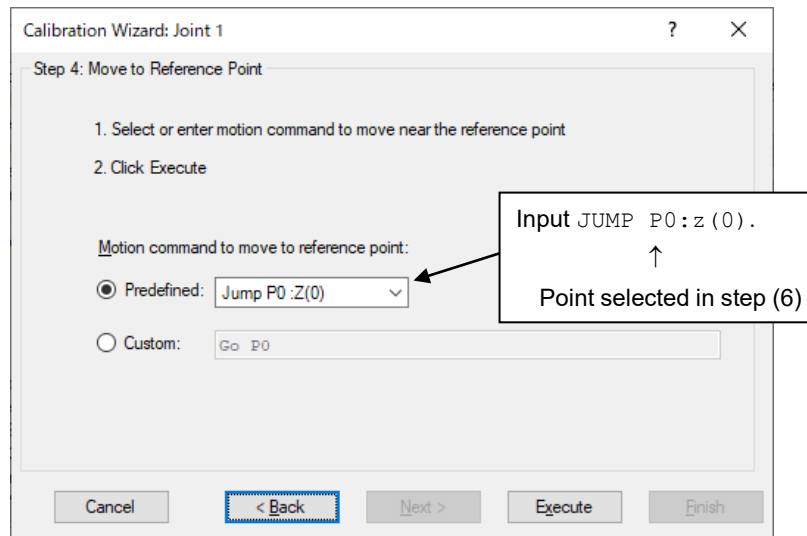 Calibration Wizard: Joint 1
?
Step 4: Move to Reference Point
1. Select or enter motion command to move near the reference point
2. Click Execute
Input JUMP P0:z(0).
↑
Point selected in step (6)
Motion command to move to reference point:
Predefined:
Jump P0 :Z(0)
Custom:
Go P0
Cancel
< Back
Next >
Execute
Finish